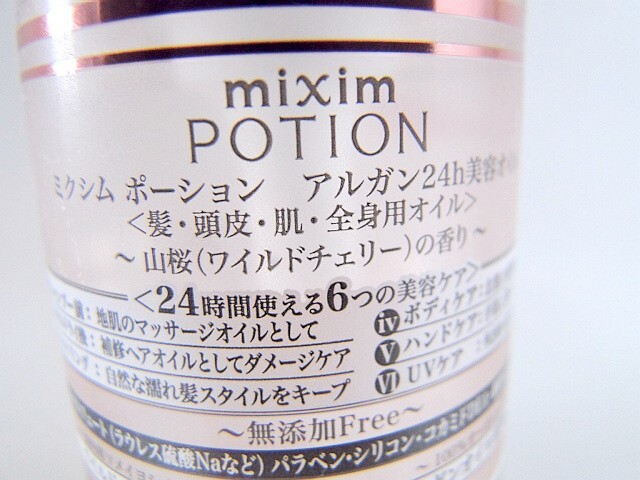 mixim
POTION
ミクシム ポーション アルガン24h美容オイル
<髪・頭皮・肌・全身用オイル>
～山桜(ワイルドチェリー)の香り～
<24時間使える6つの美容ケア>
地肌のマッサージオイルとして
補修ヘアオイルとしてダメージケア
自然な濡れ髪スタイルをキープ
iv ボディケア:
V ハンドケア:
VI UVケア :
～無添加Free～
(ラウレス硫酸Naなど) パラベン・シリコン・コカミド